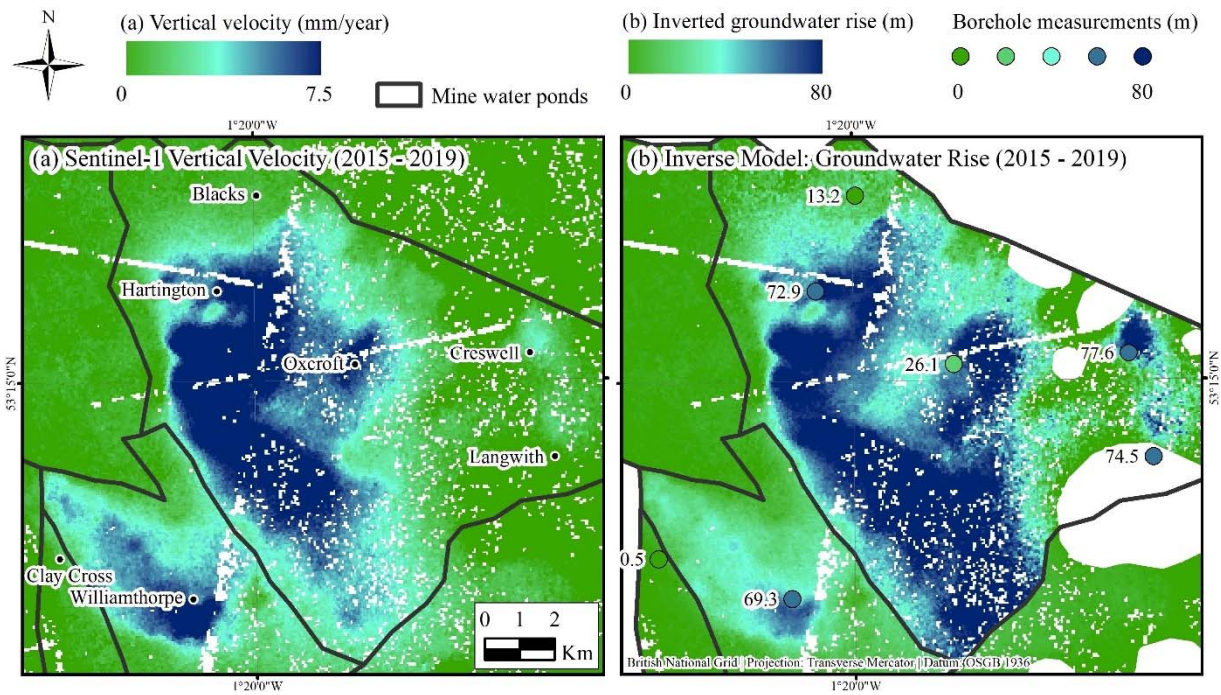 N
(a) Vertical velocity (mm/year)
0
7.5
Mine water ponds
(b) Inverted groundwater rise (m)
0
80
Borehole measurements (m)
0
80
1°20'0"W
(a) Sentinel-1 Vertical Velocity (2015 - 2019)
Blacks
Hartington
Oxcroft
Creswell
Langwith
Clay Cross
Williamthorpe
0 1 2
Km
53°15'0"N
1°20'0"W
1°20'0"W
(b) Inverse Model: Groundwater Rise (2015 - 2019)
13.2
72.9
26.1
77.6
74.5
0.5
69.3
53°15'0"N
British National Grid | Projection: Transverse Mercator | Datum: OSGB 1936
1°20'0"W